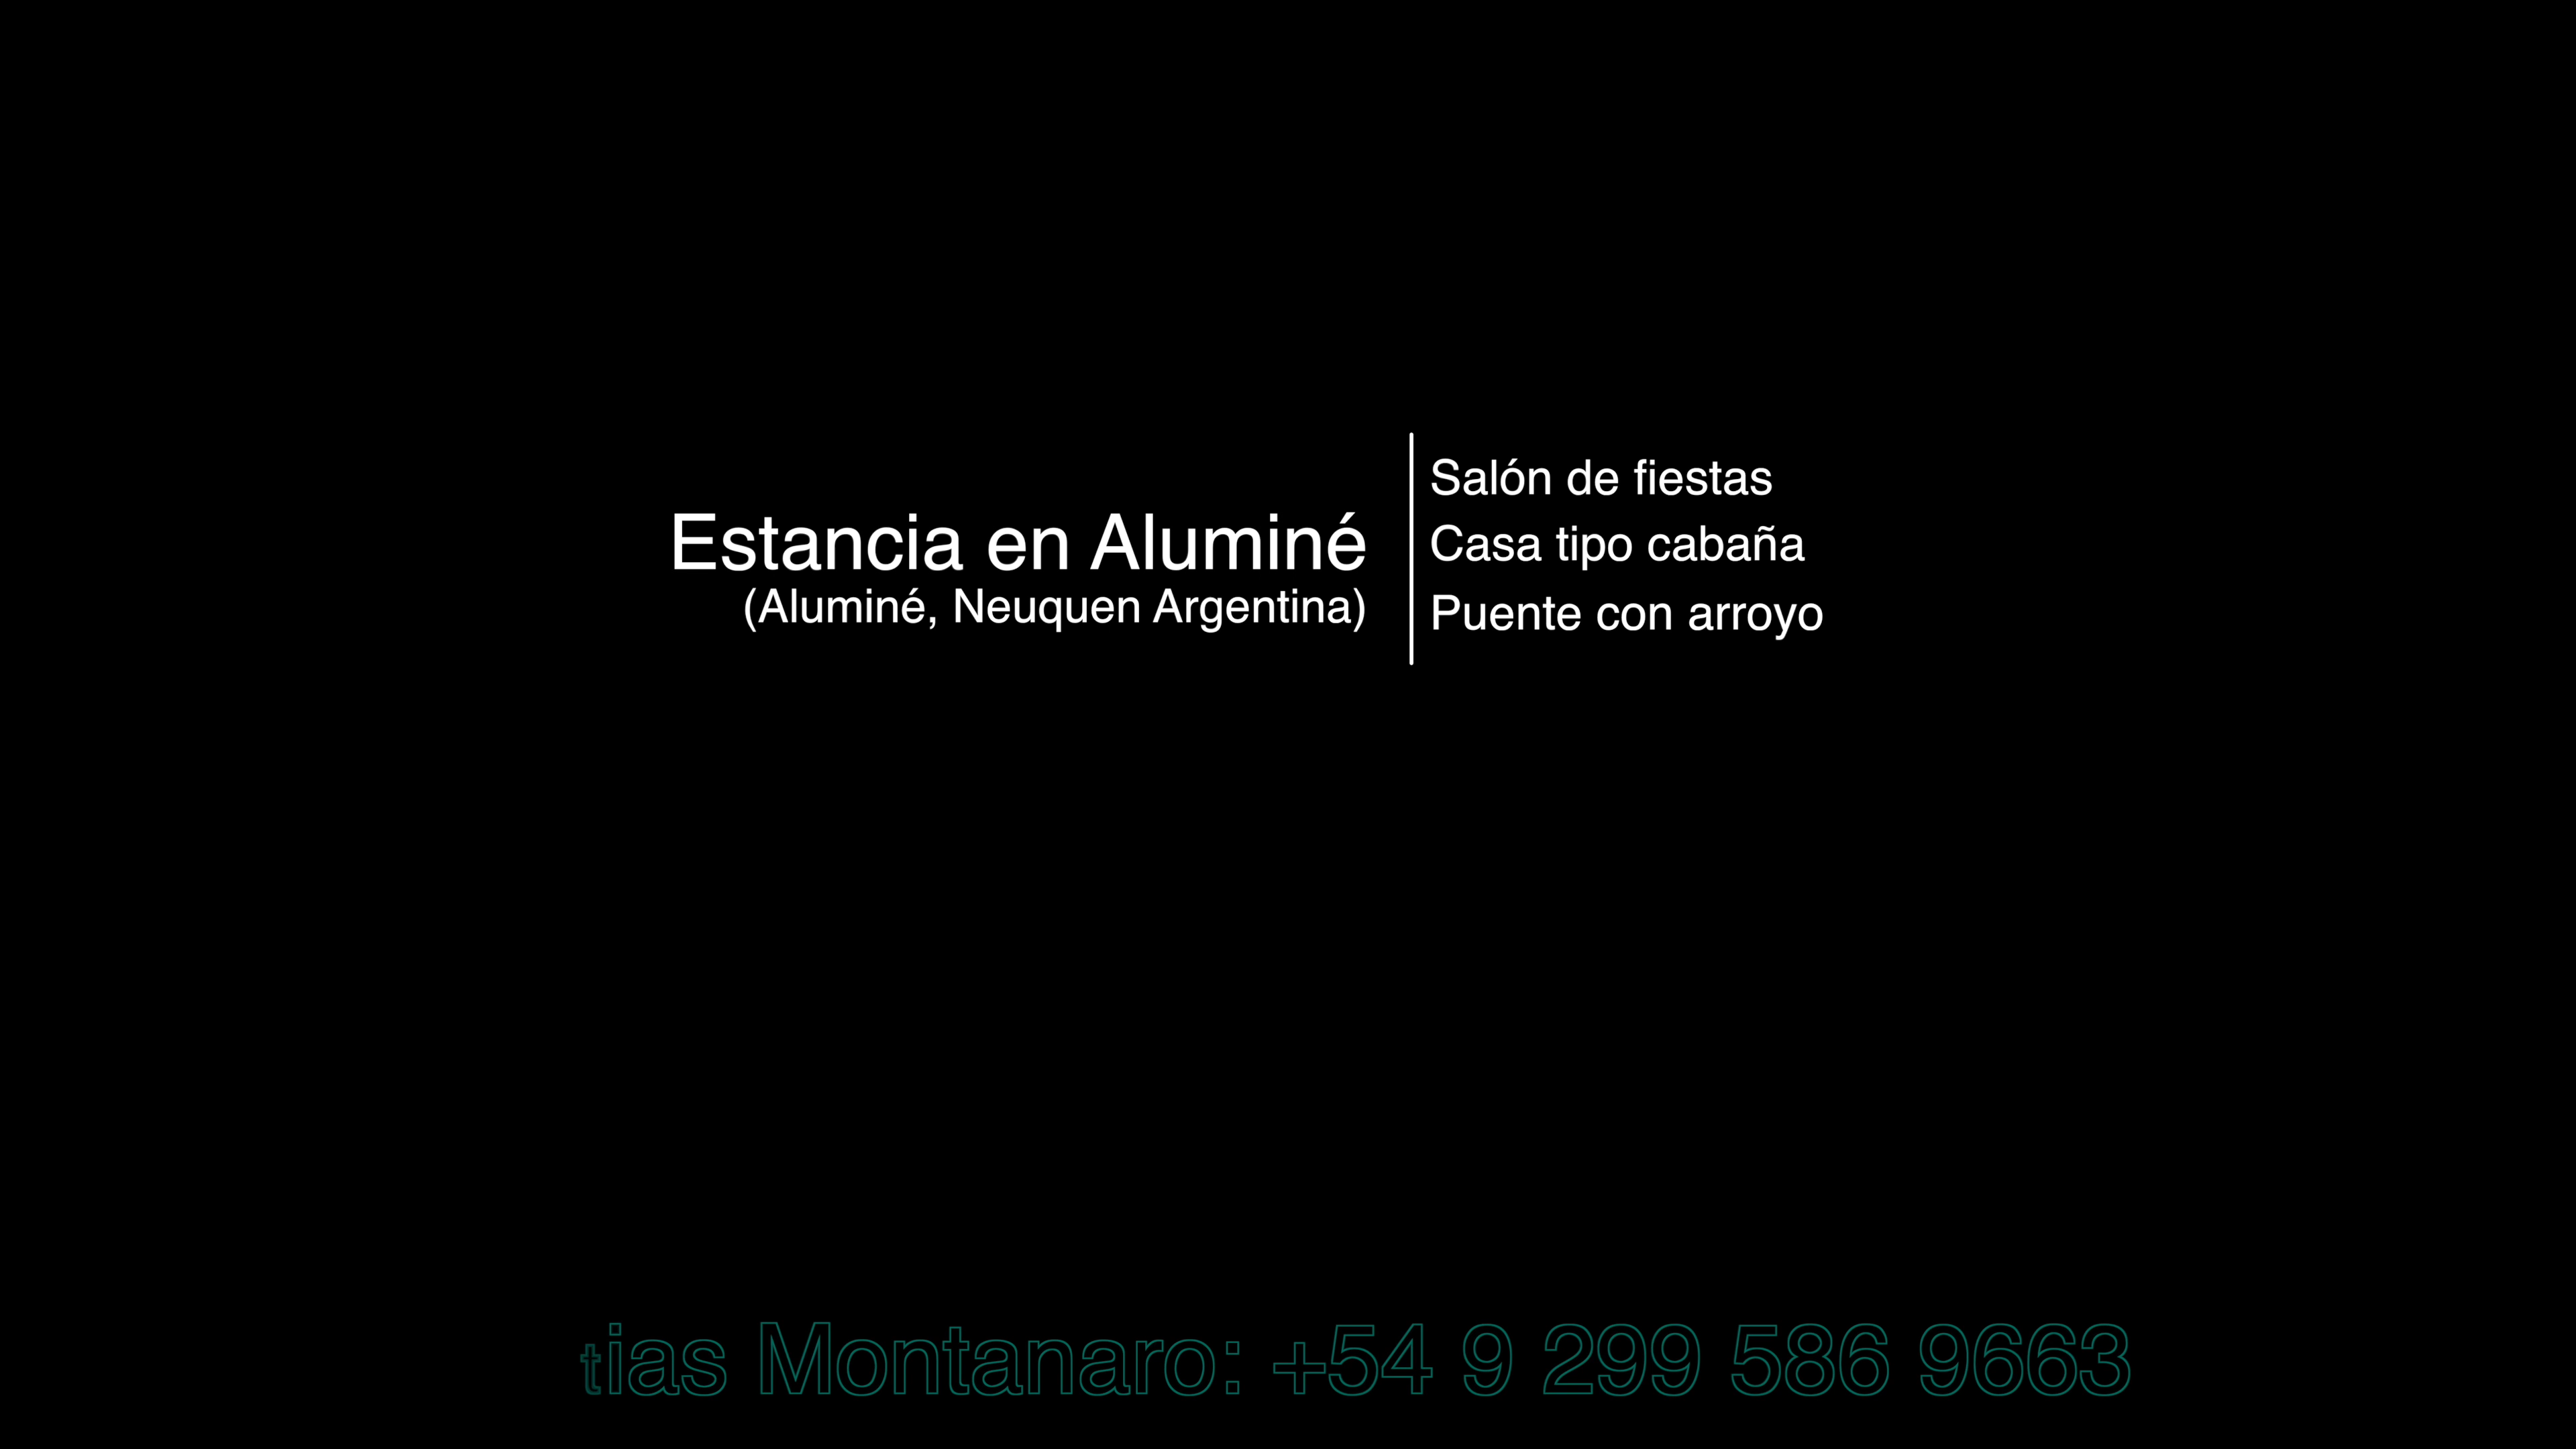 Estancia en Aluminé
(Aluminé, Neuquen Argentina)
Salón de fiestas
Casa tipo cabaña
Puente con arroyo
tias Montanaro: +54 9 299 586 9663